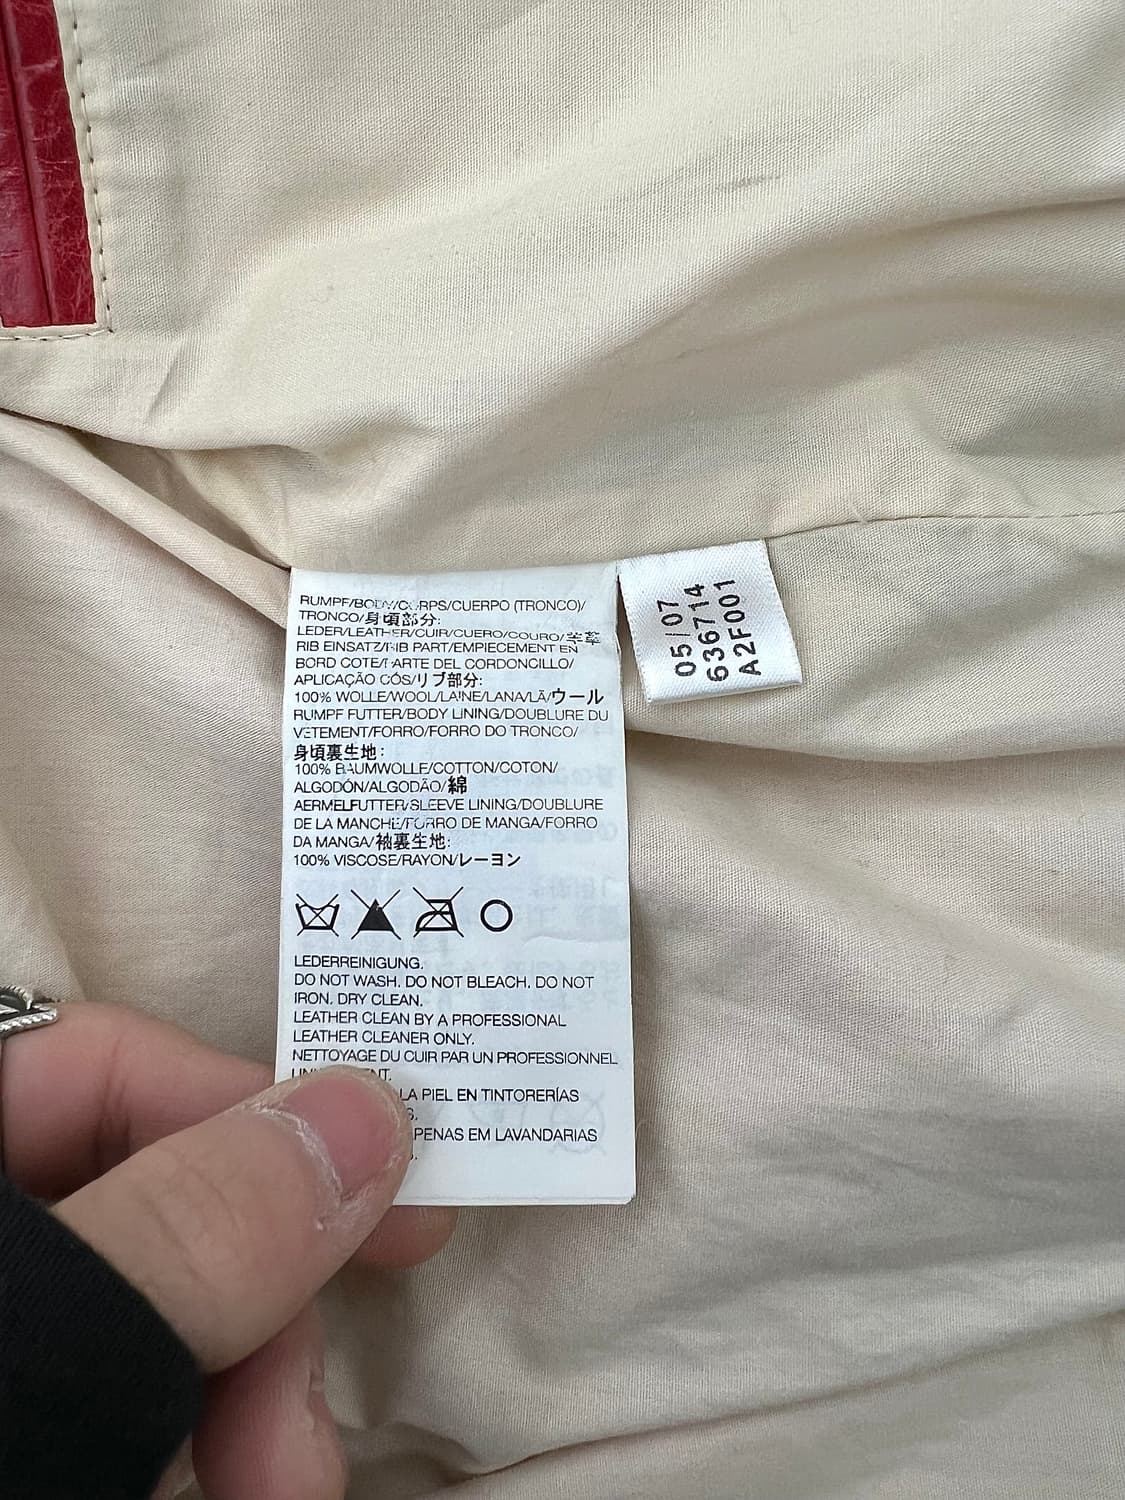 RUMPF/BODY/CORPS/CUERPO (TRONCO)/
TRONCO/身頃部分:
LEDER/LEATHER/CUIR/CUERO/COURO/羊革
RIB EINSATZ/RIB PART/EMPIECEMENT EN
BORD COTE/PARTE DEL CORDONCILLO/
APLICAÇÃO CÓS/リブ部分:
100% WOLLE/WOOL/LAINE/LANA/LÃ/ウール
RUMPF FUTTER/BODY LINING/DOUBLURE DU
VETEMENT/FORRO/FORRO DO TRONCO/
身頃裏生地:
100% BAUMWOLLE/COTTON/COTON/
ALGODÓN/ALGODÃO/綿
AERMELFUTTER/SLEEVE LINING/DOUBLURE
DE LA MANCHE/FORRO DE MANGA/FORRO
DA MANGA/袖裏生地:
100% VISCOSE/RAYON/レーヨン
LEDERREINIGUNG.
DO NOT WASH. DO NOT BLEACH. DO NOT
IRON. DRY CLEAN.
LEATHER CLEAN BY A PROFESSIONAL
LEATHER CLEANER ONLY.
NETTOYAGE DU CUIR PAR UN PROFESSIONNEL
LA PIEL EN TINTORERÍAS
APENAS EM LAVANDARIAS
05/07
636714
A2F001